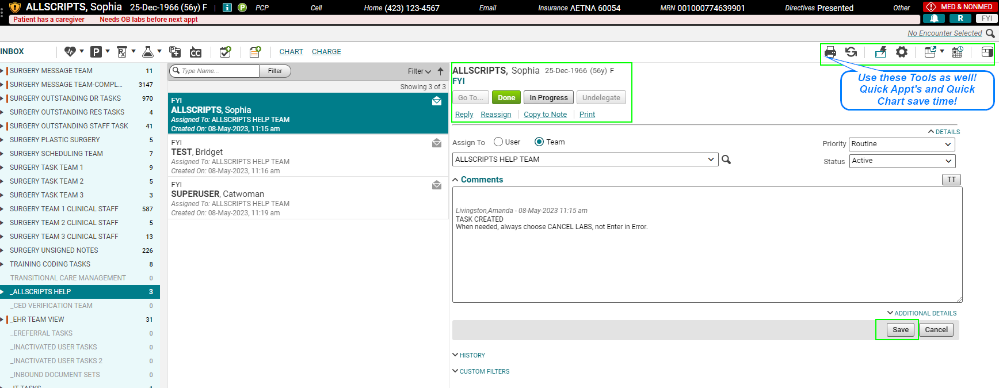 ALLSCRIPTS, Sophia 25-Dec-1966 (56y) F PCP Cell Home (423) 123-4567 Email Insurance AETNA 60054 MRN 001000774639901 Directives Presented Other MED & NONMED
Patient has a caregiver Needs OB labs before next appt R FYI
No Encounter Selected
INBOX CHART CHARGE
SURGERY MESSAGE TEAM 11
SURGERY MESSAGE TEAM-COMPL... 3147
SURGERY OUTSTANDING DR TASKS 970
SURGERY OUTSTANDING RES TASKS 4
SURGERY OUTSTANDING STAFF TASK 41
SURGERY PLASTIC SURGERY 5
SURGERY SCHEDULING TEAM 7
SURGERY TASK TEAM 1 9
SURGERY TASK TEAM 2 5
SURGERY TASK TEAM 3 3
SURGERY TEAM 1 CLINICAL STAFF 587
SURGERY TEAM 2 CLINICAL STAFF 5
SURGERY TEAM 3 CLINICAL STAFF 13
SURGERY UNSIGNED NOTES 226
TRAINING CODING TASKS 8
TRANSITIONAL CARE MANAGEMENT 0
_ALLSCRIPTS HELP 3
_CED VERIFICATION TEAM 0
_EHR TEAM VIEW 31
_EREFERRAL TASKS 0
_INACTIVATED USER TASKS 0
_INACTIVATED USER TASKS 2 0
_INBOUND DOCUMENT SETS 0
_IT TASKS 1
Type Name... Filter Filter
Showing 3 of 3
FYI
ALLSCRIPTS, Sophia
Assigned To: ALLSCRIPTS HELP TEAM
Created On: 08-May-2023, 11:15 am
FYI
TEST, Bridget
Assigned To: ALLSCRIPTS HELP TEAM
Created On: 08-May-2023, 11:16 am
FYI
SUPERUSER, Catwoman
Assigned To: ALLSCRIPTS HELP TEAM
Created On: 08-May-2023, 11:19 am
ALLSCRIPTS, Sophia 25-Dec-1966 (56y) F
FYI
Go To... Done In Progress Undelegate
Reply Reassign Copy to Note Print
Use these Tools as well!
Quick Appt's and Quick
Chart save time!
DETAILS
Assign To User Team Priority Routine
ALLSCRIPTS HELP TEAM Status Active
Comments TT
Livingston,Amanda - 08-May-2023 11:15 am
TASK CREATED
When needed, always choose CANCEL LABS, not Enter in Error.
ADDITIONAL DETAILS
Save Cancel
HISTORY
CUSTOM FILTERS